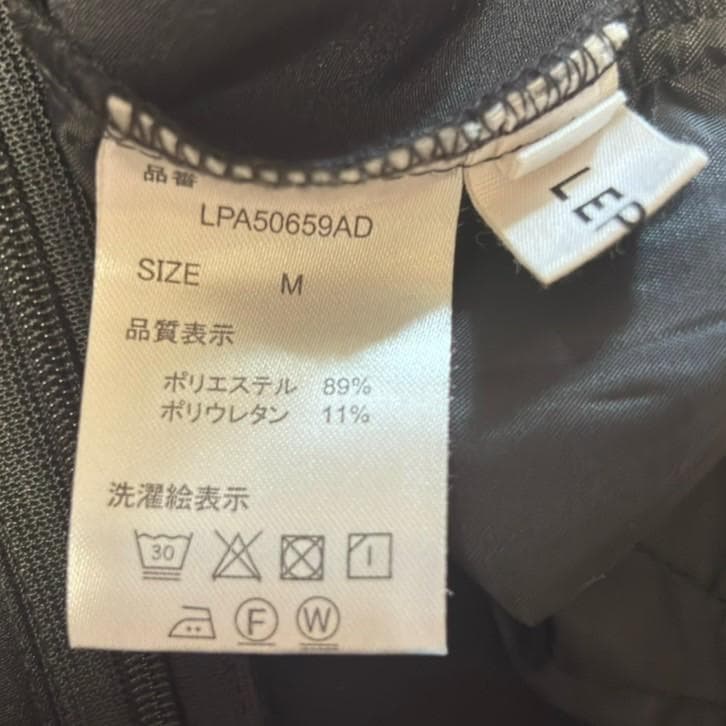 品番
LPA50659AD
SIZE M
品質表示
ポリエステル 89%
ポリウレタン 11%
洗濯絵表示
30
F W
LEP